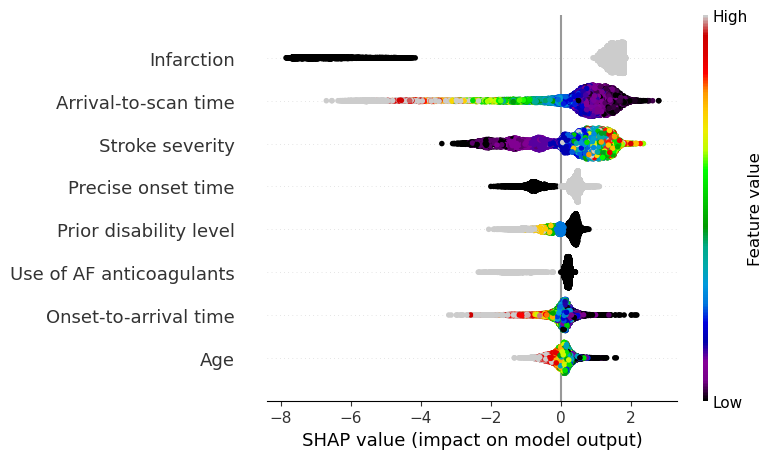 High
Infarction
Arrival-to-scan time
Stroke severity
Precise onset time
Prior disability level
Use of AF anticoagulants
Onset-to-arrival time
Age
Feature value
Low
−8 −6 −4 −2 0 2
SHAP value (impact on model output)